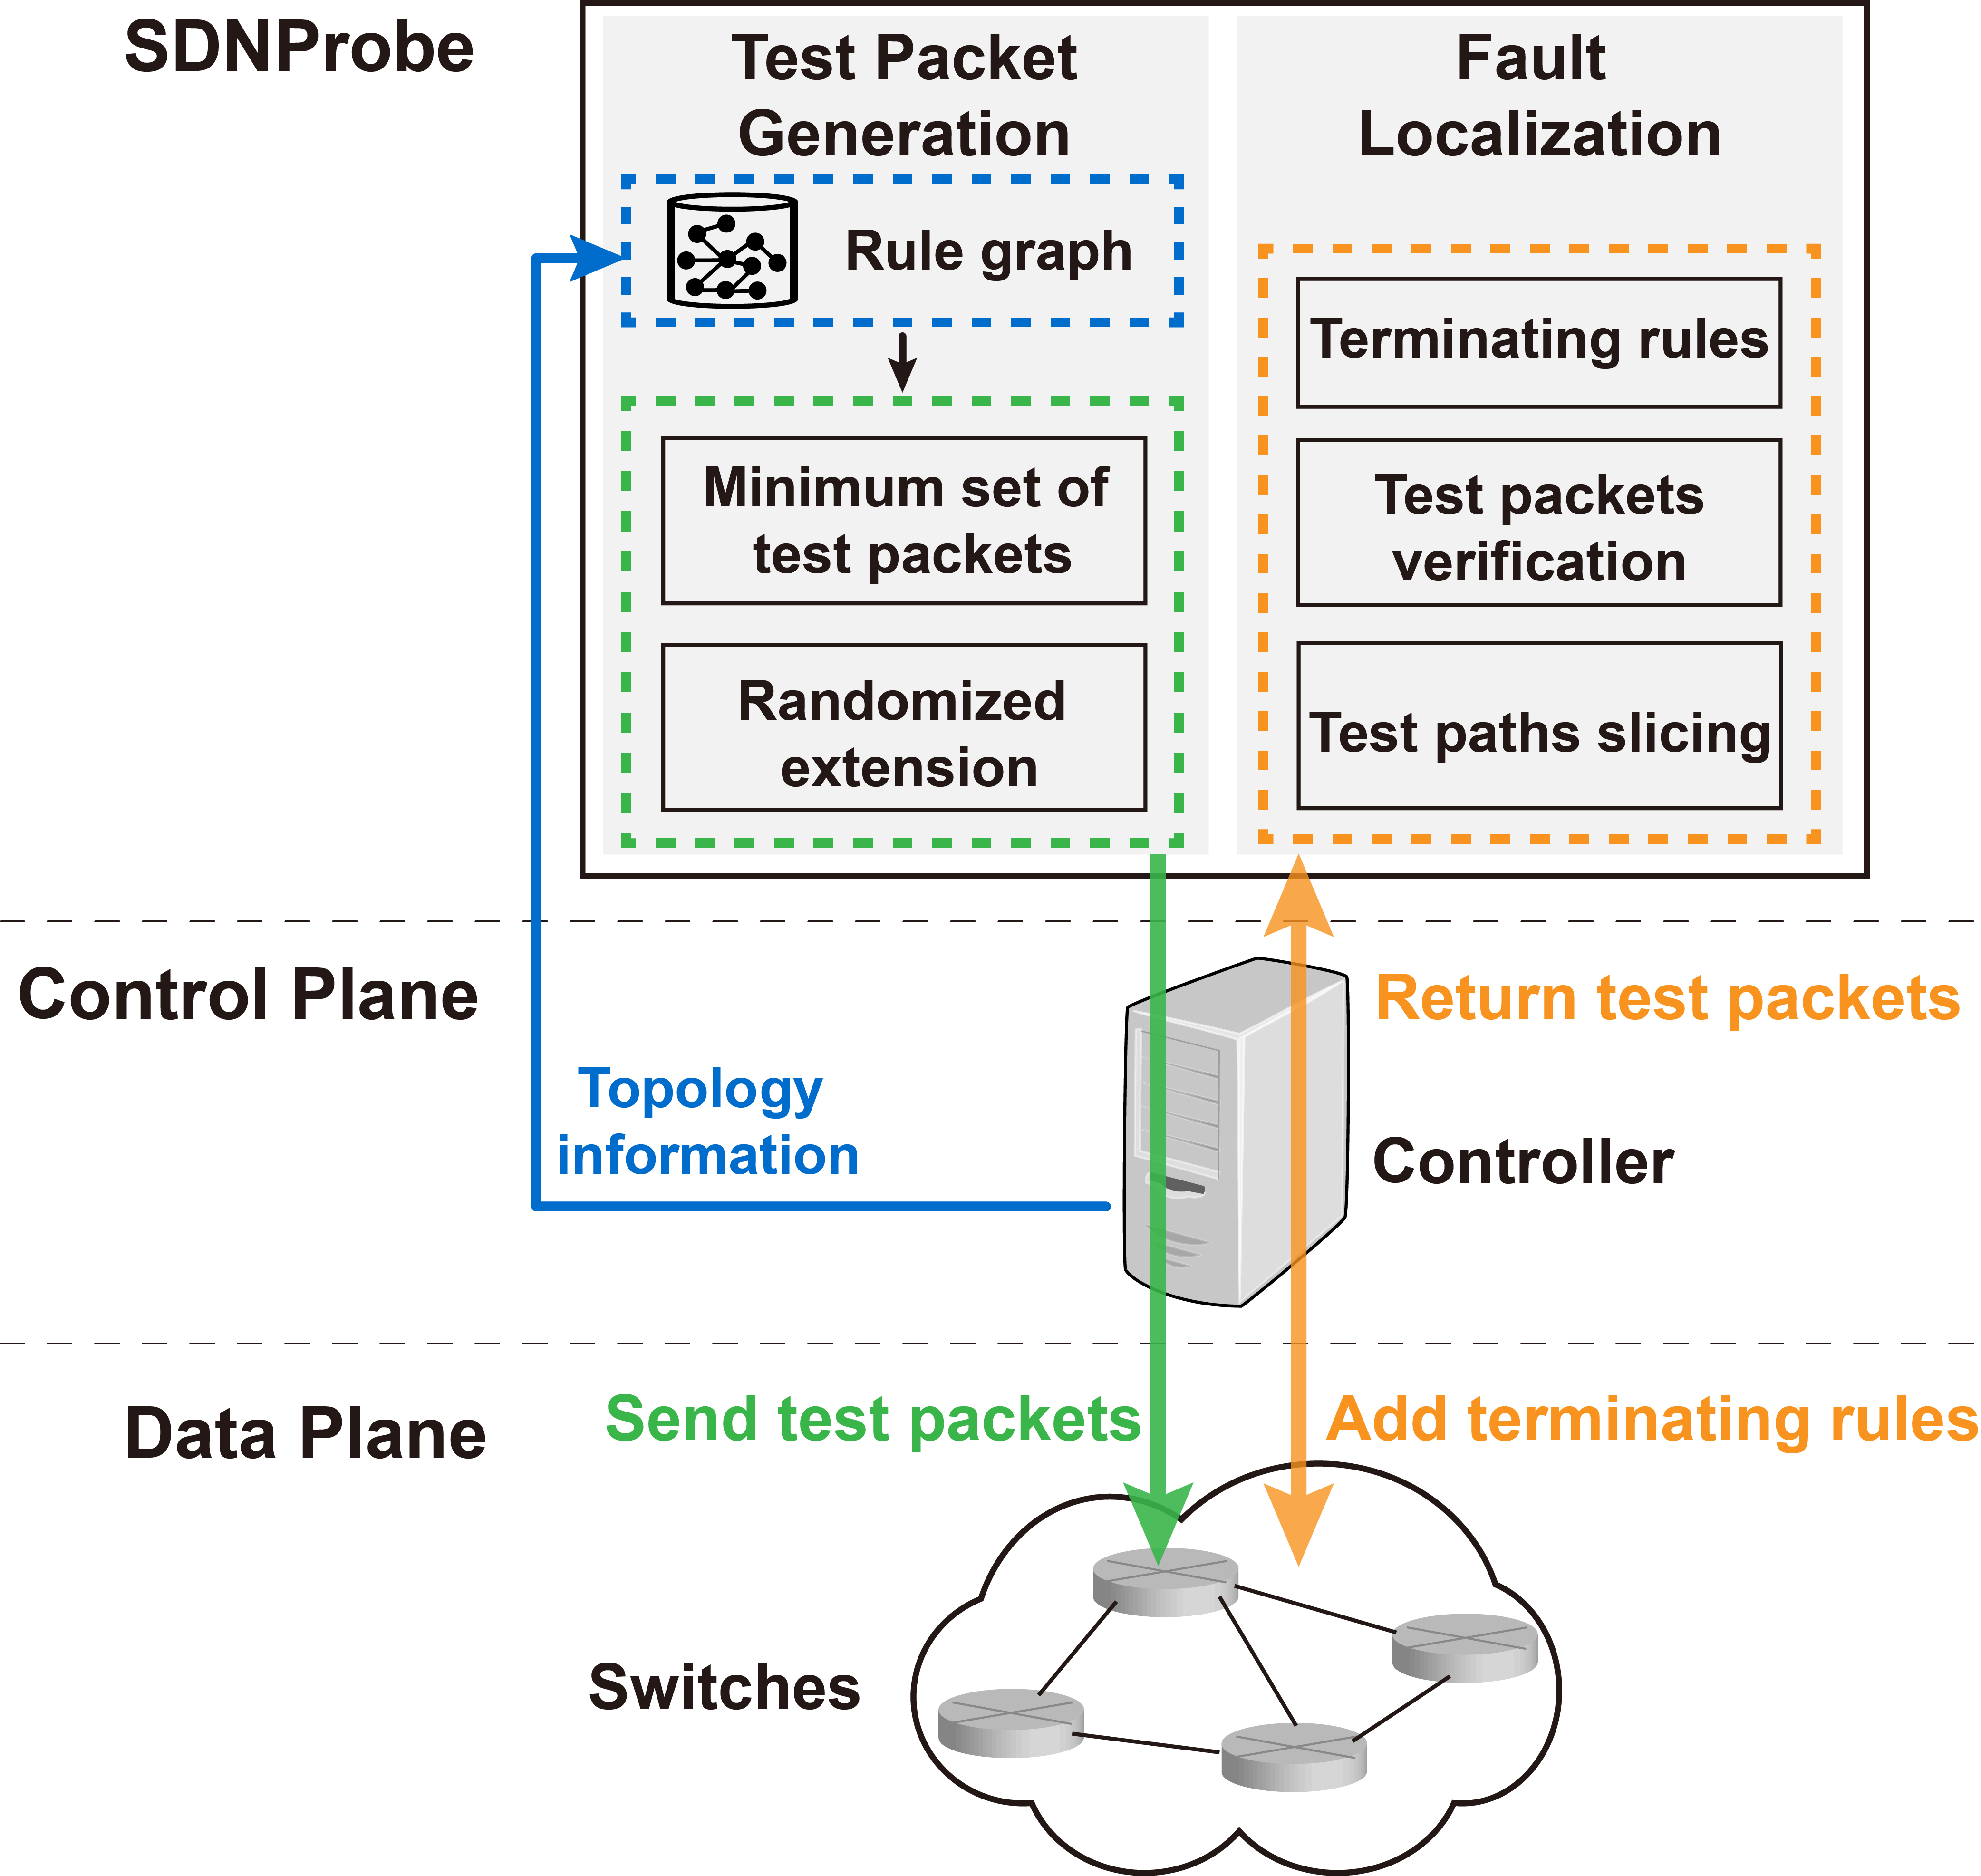 SDNProbe
Test Packet
Generation
Rule graph
Minimum set of
test packets
Randomized
extension
Fault
Localization
Terminating rules
Test packets
verification
Test paths slicing
Control Plane
Return test packets
Topology
information
Controller
Data Plane
Send test packets
Add terminating rules
Switches